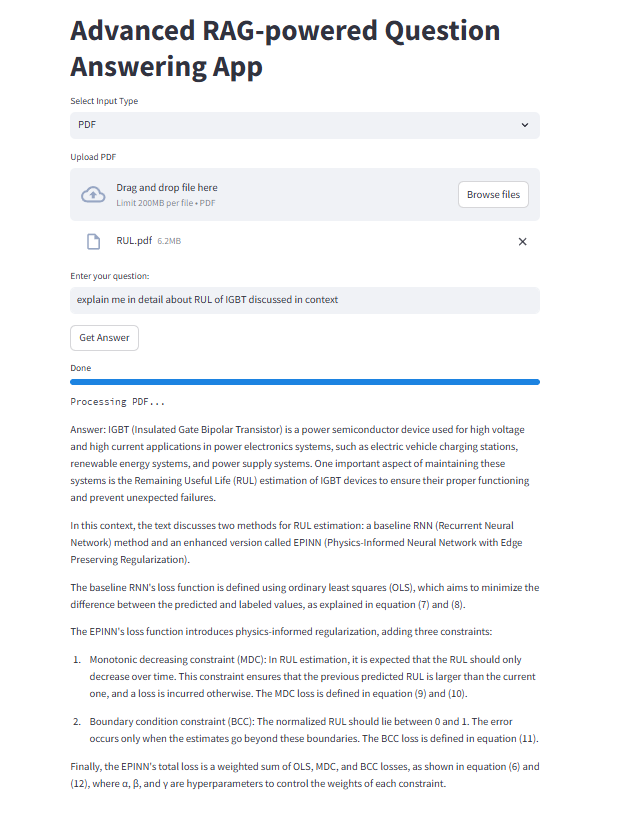 Advanced RAG-powered Question
Answering App
Select Input Type
PDF
Upload PDF
Drag and drop file here
Limit 200MB per file • PDF
Browse files
RUL.pdf 6.2MB
Enter your question:
explain me in detail about RUL of IGBT discussed in context
Get Answer
Done
Processing PDF...
Answer: IGBT (Insulated Gate Bipolar Transistor) is a power semiconductor device used for high voltage
and high current applications in power electronics systems, such as electric vehicle charging stations,
renewable energy systems, and power supply systems. One important aspect of maintaining these
systems is the Remaining Useful Life (RUL) estimation of IGBT devices to ensure their proper functioning
and prevent unexpected failures.
In this context, the text discusses two methods for RUL estimation: a baseline RNN (Recurrent Neural
Network) method and an enhanced version called EPINN (Physics-Informed Neural Network with Edge
Preserving Regularization).
The baseline RNN's loss function is defined using ordinary least squares (OLS), which aims to minimize the
difference between the predicted and labeled values, as explained in equation (7) and (8).
The EPINN's loss function introduces physics-informed regularization, adding three constraints:
1. Monotonic decreasing constraint (MDC): In RUL estimation, it is expected that the RUL should only
decrease over time. This constraint ensures that the previous predicted RUL is larger than the current
one, and a loss is incurred otherwise. The MDC loss is defined in equation (9) and (10).
2. Boundary condition constraint (BCC): The normalized RUL should lie between 0 and 1. The error
occurs only when the estimates go beyond these boundaries. The BCC loss is defined in equation (11).
Finally, the EPINN's total loss is a weighted sum of OLS, MDC, and BCC losses, as shown in equation (6) and
(12), where α, β, and γ are hyperparameters to control the weights of each constraint.